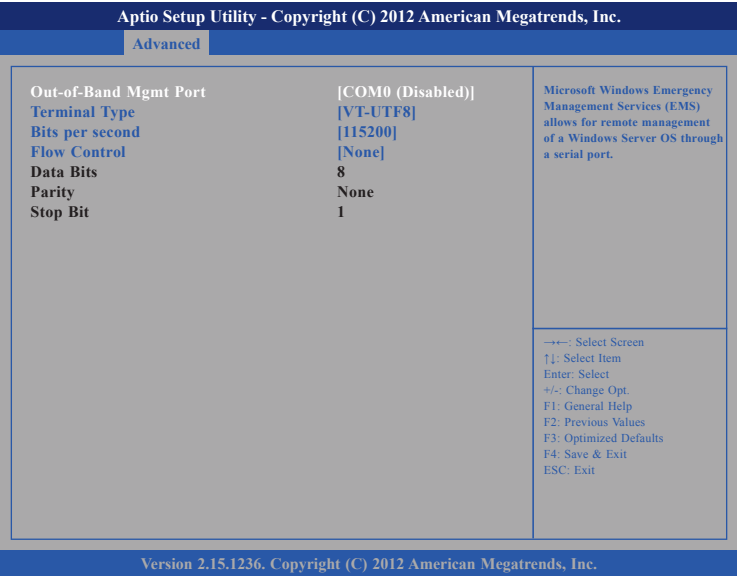 Aptio Setup Utility - Copyright (C) 2012 American Megatrends, Inc.
Advanced
Out-of-Band Mgmt Port [COM0 (Disabled)]
Terminal Type [VT-UTF8]
Bits per second [115200]
Flow Control [None]
Data Bits 8
Parity None
Stop Bit 1
Microsoft Windows Emergency
Management Services (EMS)
allows for remote management
of a Windows Server OS through
a serial port.
→←: Select Screen
↑↓: Select Item
Enter: Select
+/-: Change Opt.
F1: General Help
F2: Previous Values
F3: Optimized Defaults
F4: Save & Exit
ESC: Exit
Version 2.15.1236. Copyright (C) 2012 American Megatrends, Inc.